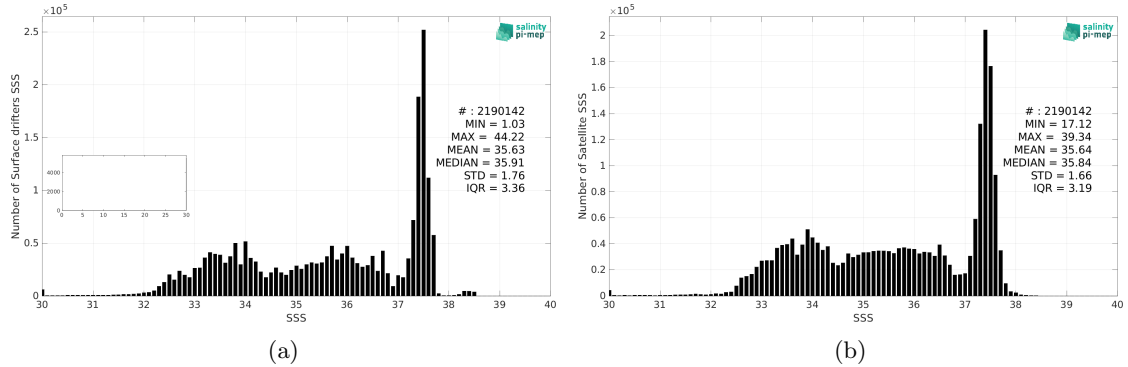 ×10⁵
salinity
pi-mep
2.5
2
1.5
1
0.5
0
Number of Surface drifters SSS
# : 2190142
MIN = 1.03
MAX = 44.22
MEAN = 35.63
MEDIAN = 35.91
STD = 1.76
IQR = 3.36
4000
2000
0
0 5 10 15 20 25 30
30 31 32 33 34 35 36 37 38 39 40
SSS
(a)
×10⁵
salinity
pi-mep
2
1.8
1.6
1.4
1.2
1
0.8
0.6
0.4
0.2
0
Number of Satellite SSS
# : 2190142
MIN = 17.12
MAX = 39.34
MEAN = 35.64
MEDIAN = 35.84
STD = 1.66
IQR = 3.19
30 31 32 33 34 35 36 37 38 39 40
SSS
(b)